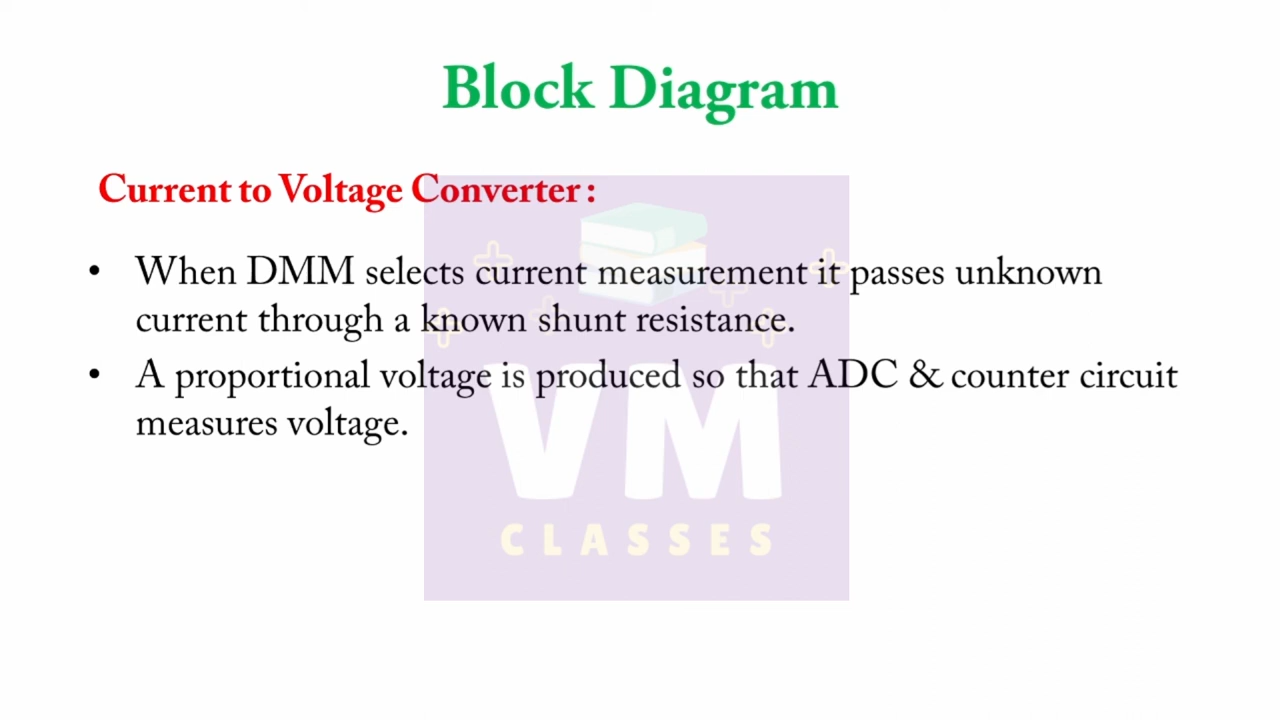 Block Diagram
Current to Voltage Converter :
• When DMM selects current measurement it passes unknown
current through a known shunt resistance.
• A proportional voltage is produced so that ADC & counter circuit
measures voltage.
VM
CLASSES